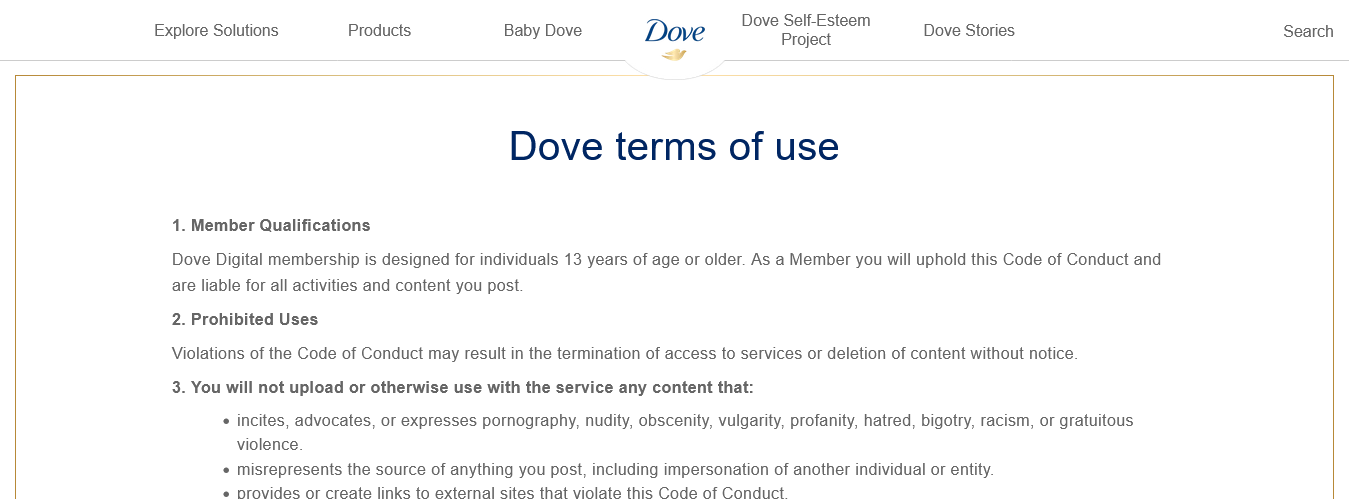 Explore Solutions
Products
Baby Dove
Dove
Dove Self-Esteem
Project
Dove Stories
Search
Dove terms of use
1. Member Qualifications
Dove Digital membership is designed for individuals 13 years of age or older. As a Member you will uphold this Code of Conduct and
are liable for all activities and content you post.
2. Prohibited Uses
Violations of the Code of Conduct may result in the termination of access to services or deletion of content without notice.
3. You will not upload or otherwise use with the service any content that:
• incites, advocates, or expresses pornography, nudity, obscenity, vulgarity, profanity, hatred, bigotry, racism, or gratuitous
violence.
• misrepresents the source of anything you post, including impersonation of another individual or entity.
• provides or create links to external sites that violate this Code of Conduct.